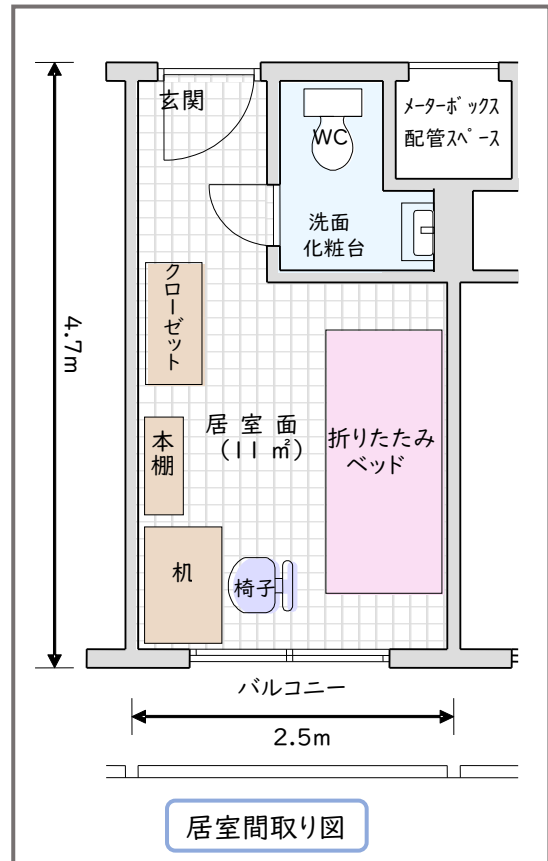 玄関
WC
メーターボックス
配管スペース
洗面
化粧台
クローゼット
4.7m
本棚
居室面
(11 ㎡)
折りたたみ
ベッド
机
椅子
バルコニー
2.5m
居室間取り図